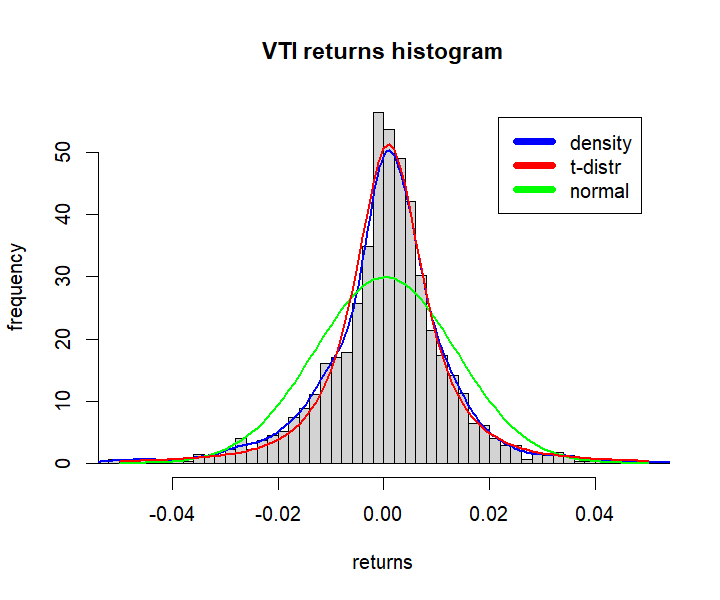 VTI returns histogram
density
t-distr
normal
frequency
50
40
30
20
10
0
-0.04 -0.02 0.00 0.02 0.04
returns